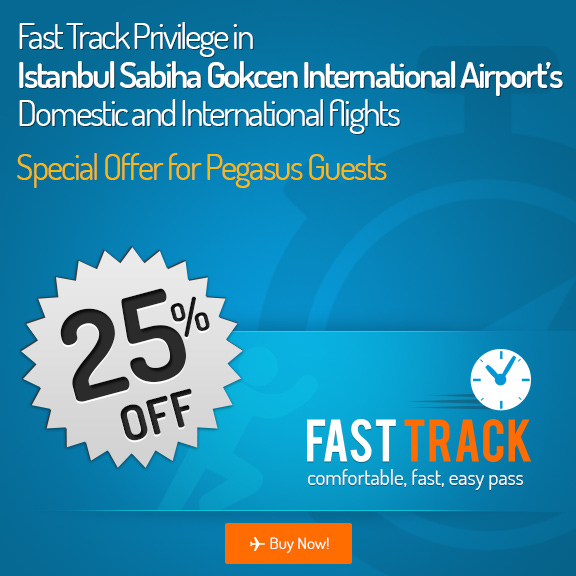 Fast Track Privilege in
Istanbul Sabiha Gokcen International Airport's
Domestic and International flights
Special Offer for Pegasus Guests
25%
OFF
FAST TRACK
comfortable, fast, easy pass
Buy Now!